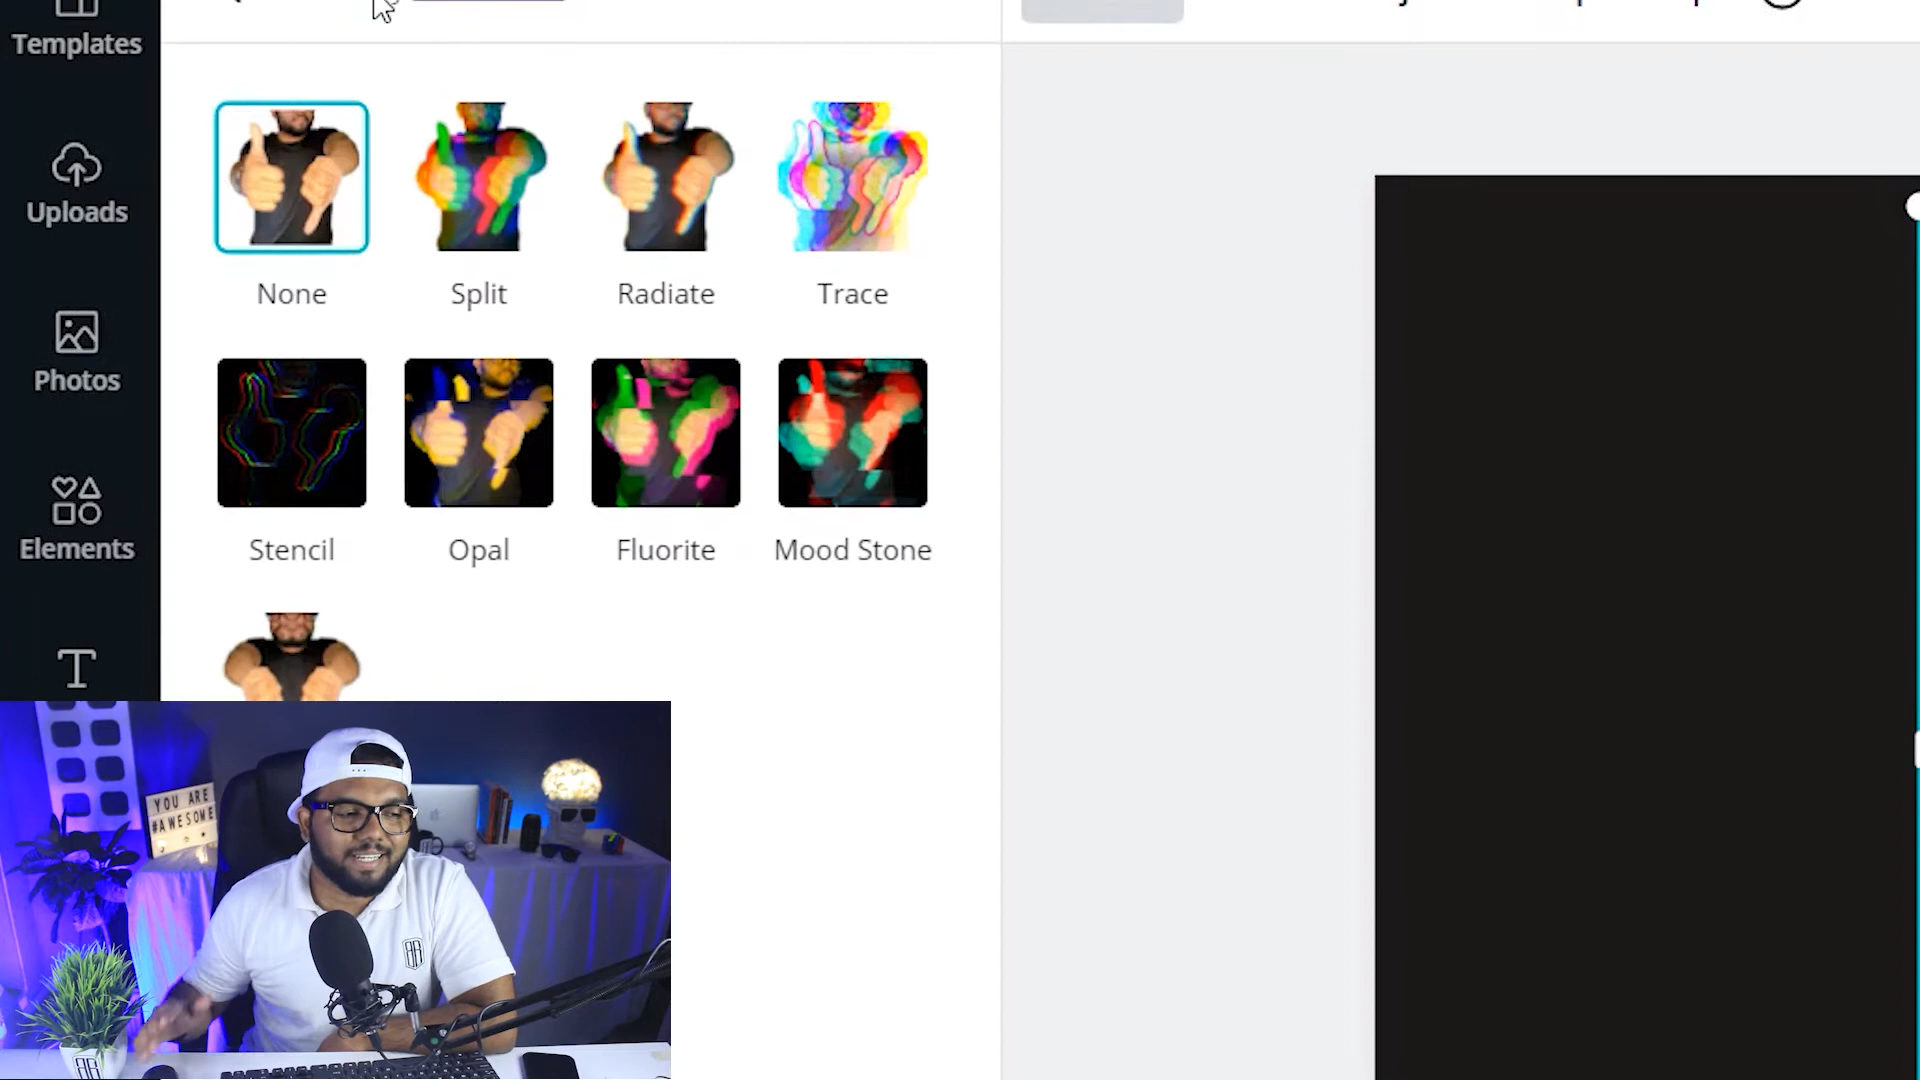 Templates
Uploads
Photos
Elements
None
Split
Radiate
Trace
Stencil
Opal
Fluorite
Mood Stone
YOU ARE
#AWESOME